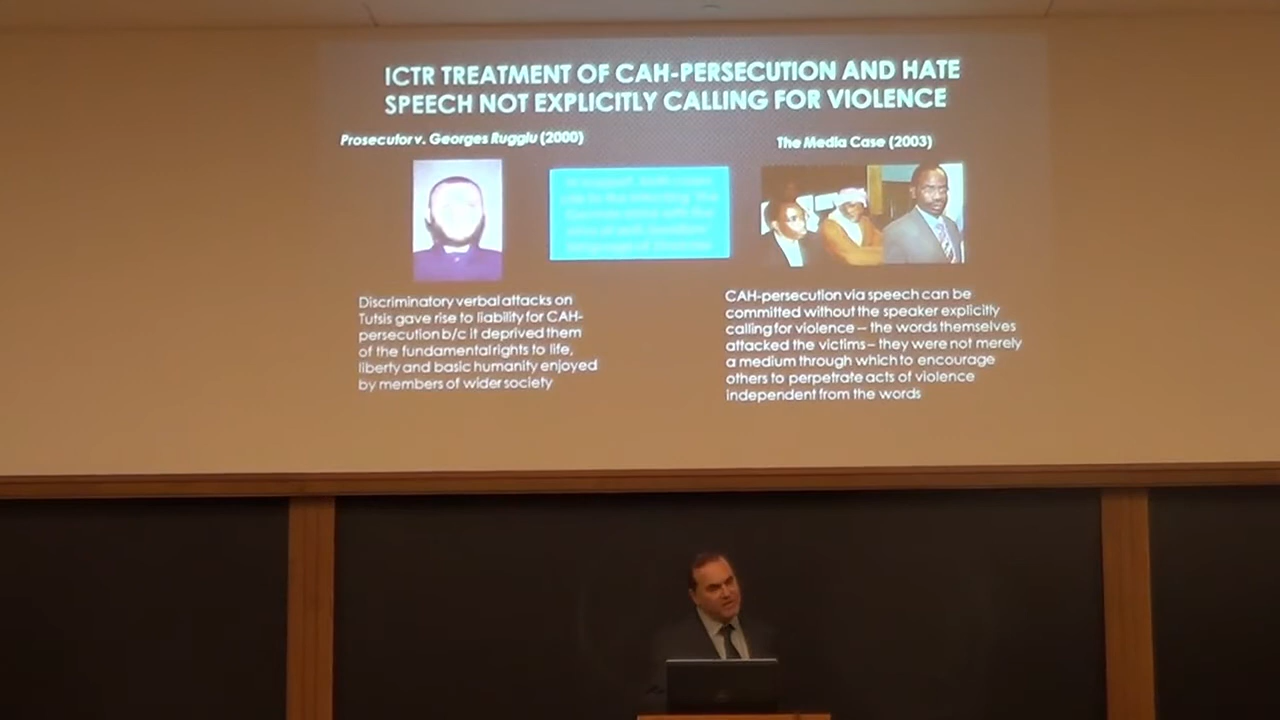 ICTR TREATMENT OF CAH-PERSECUTION AND HATE
SPEECH NOT EXPLICITLY CALLING FOR VIOLENCE
Prosecutor v. Georges Ruggiu (2000)
Discriminatory verbal attacks on
Tutsis gave rise to liability for CAH-
persecution b/c it deprived them
of the fundamental rights to life,
liberty and basic humanity enjoyed
by members of wider society
The Media Case (2003)
CAH-persecution via speech can be
committed without the speaker explicitly
calling for violence – the words themselves
attacked the victims – they were not merely
a medium through which to encourage
others to perpetrate acts of violence
independent from the words